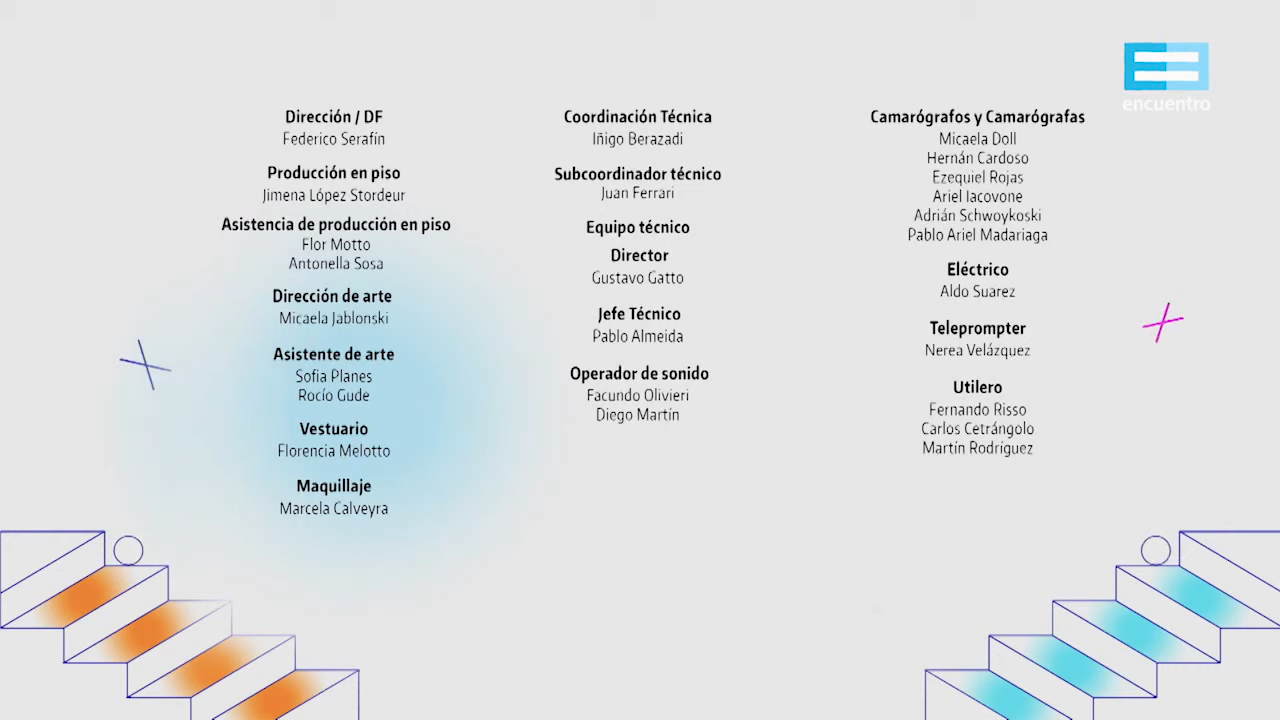 encuentro
Dirección / DF
Federico Serafín
Producción en piso
Jimena López Stordeur
Asistencia de producción en piso
Flor Motto
Antonella Sosa
Dirección de arte
Micaela Jablonski
Asistente de arte
Sofia Planes
Rocío Gude
Vestuario
Florencia Melotto
Maquillaje
Marcela Calveyra
Coordinación Técnica
Iñigo Berazadi
Subcoordinador técnico
Juan Ferrari
Equipo técnico
Director
Gustavo Gatto
Jefe Técnico
Pablo Almeida
Operador de sonido
Facundo Olivieri
Diego Martín
Camarógrafos y Camarógrafas
Micaela Doll
Hernán Cardoso
Ezequiel Rojas
Ariel Iacovone
Adrián Schwoykoski
Pablo Ariel Madariaga
Eléctrico
Aldo Suarez
Teleprompter
Nerea Velázquez
Utilero
Fernando Risso
Carlos Cetrángolo
Martín Rodríguez